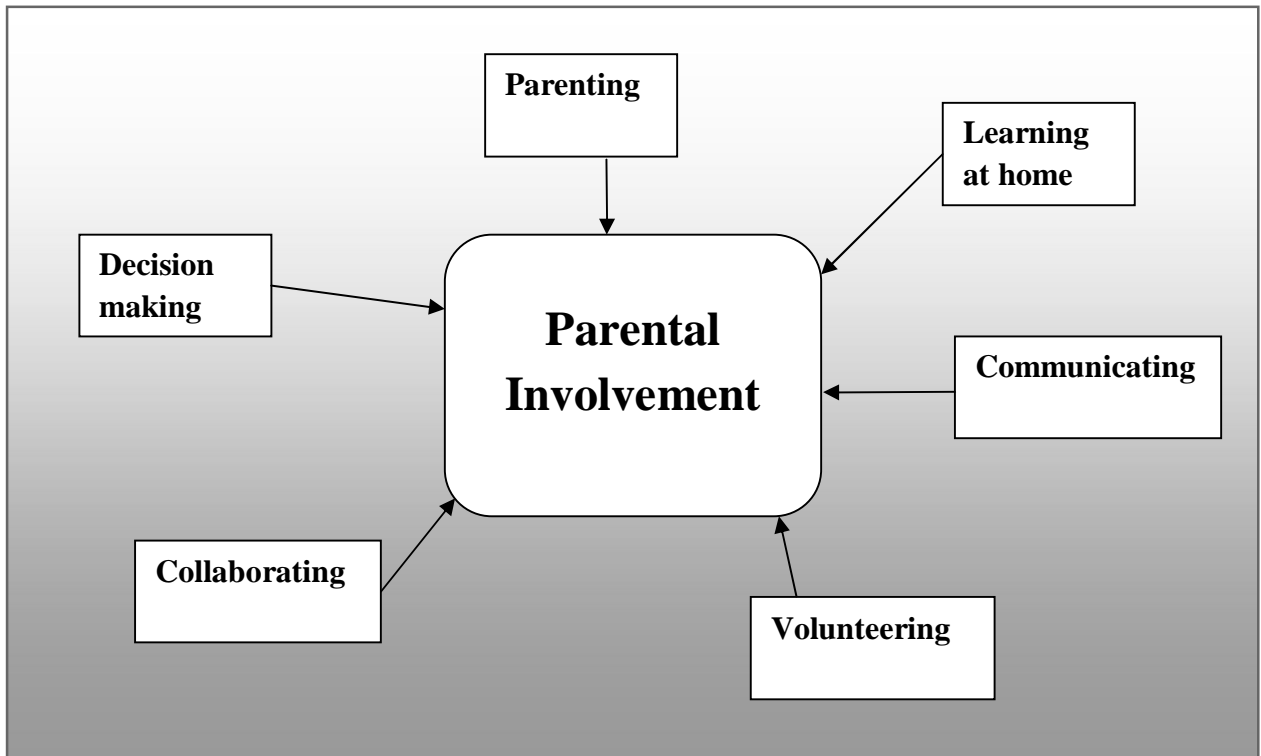 Parenting
Learning
at home
Decision
making
Parental
Involvement
Communicating
Collaborating
Volunteering